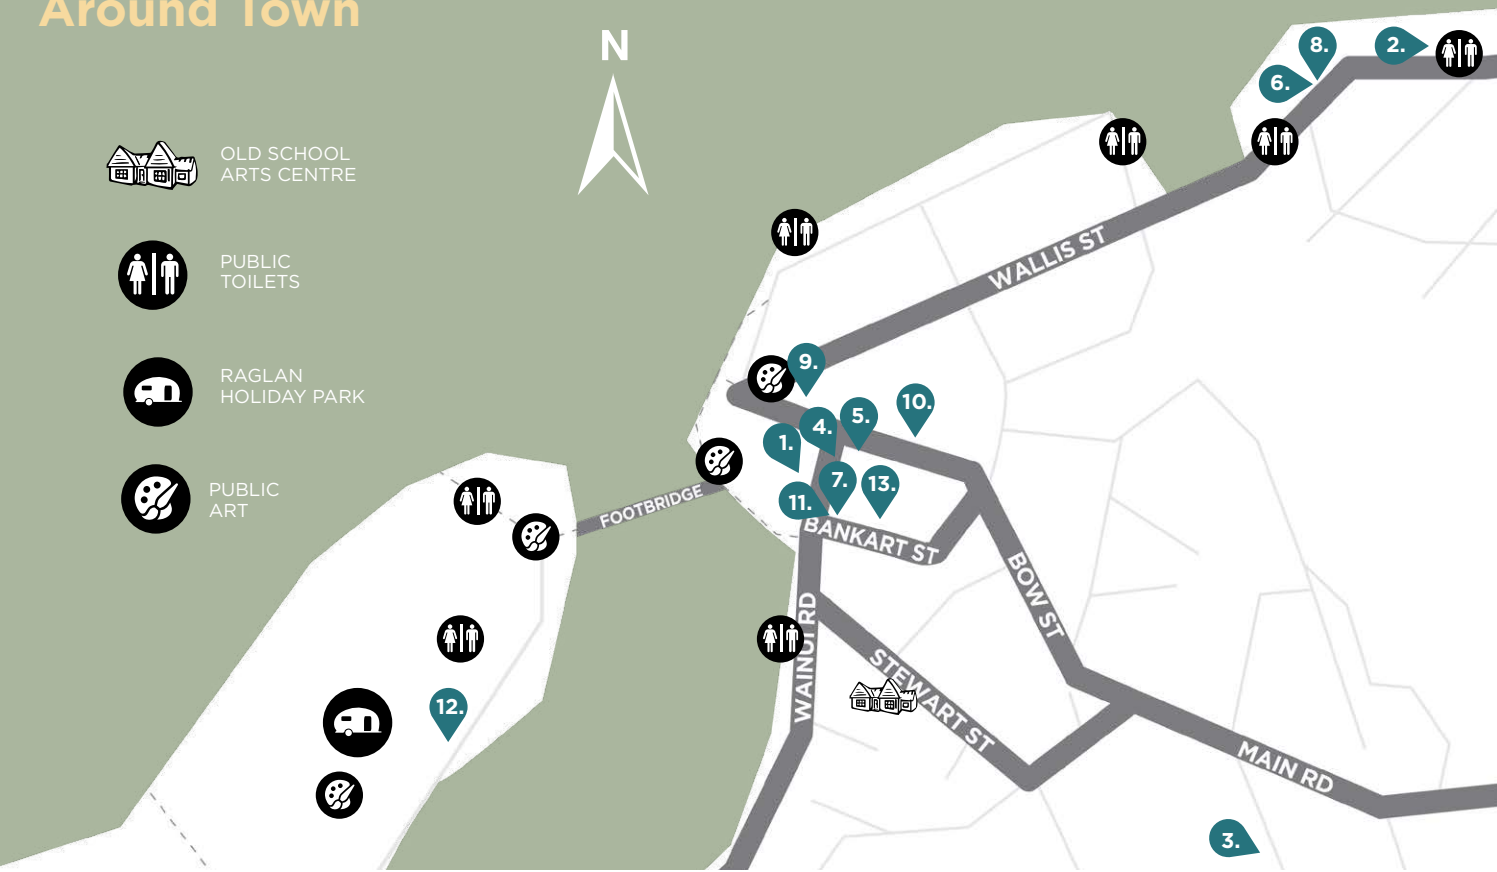 Around Town
N
OLD SCHOOL
ARTS CENTRE
PUBLIC
TOILETS
RAGLAN
HOLIDAY PARK
PUBLIC
ART
8.
2.
6.
WALLIS ST
9.
10.
5.
4.
1.
7.
13.
11.
FOOTBRIDGE
BANKART ST
BOW ST
WAINUI RD
STEWART ST
12.
MAIN RD
3.